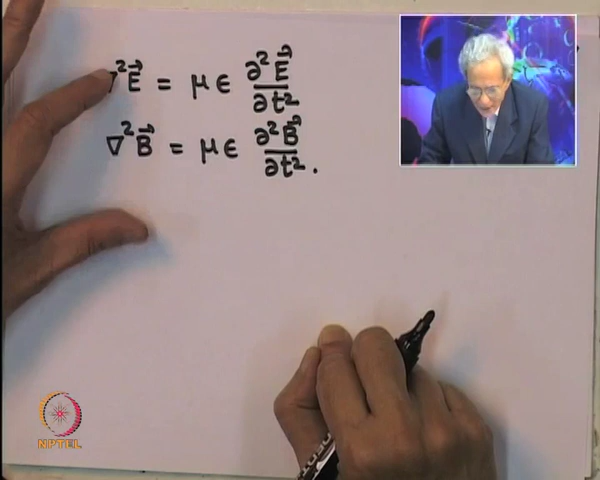 ∇²E⃗ = μϵ ∂²E⃗/∂t²
∇²B⃗ = μϵ ∂²B⃗/∂t².
NPTEL